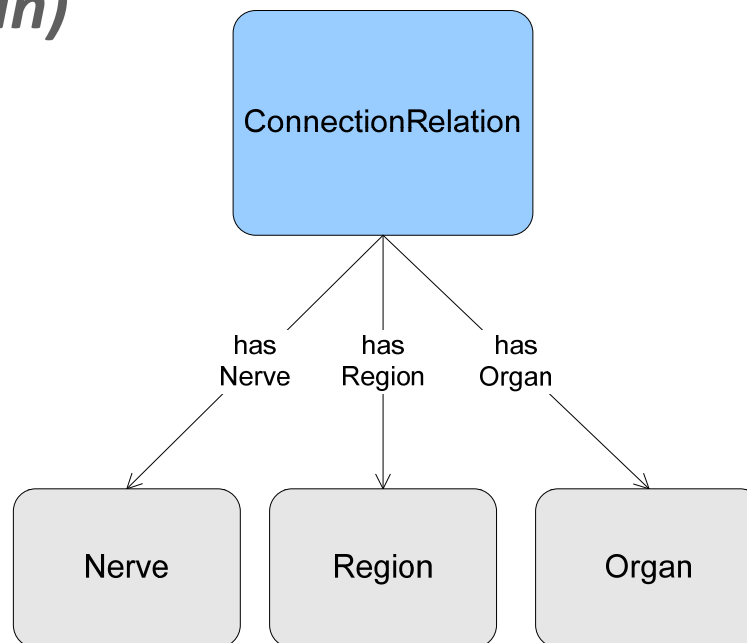 ConnectionRelation
has has has
Nerve Region Organ
Nerve Region Organ